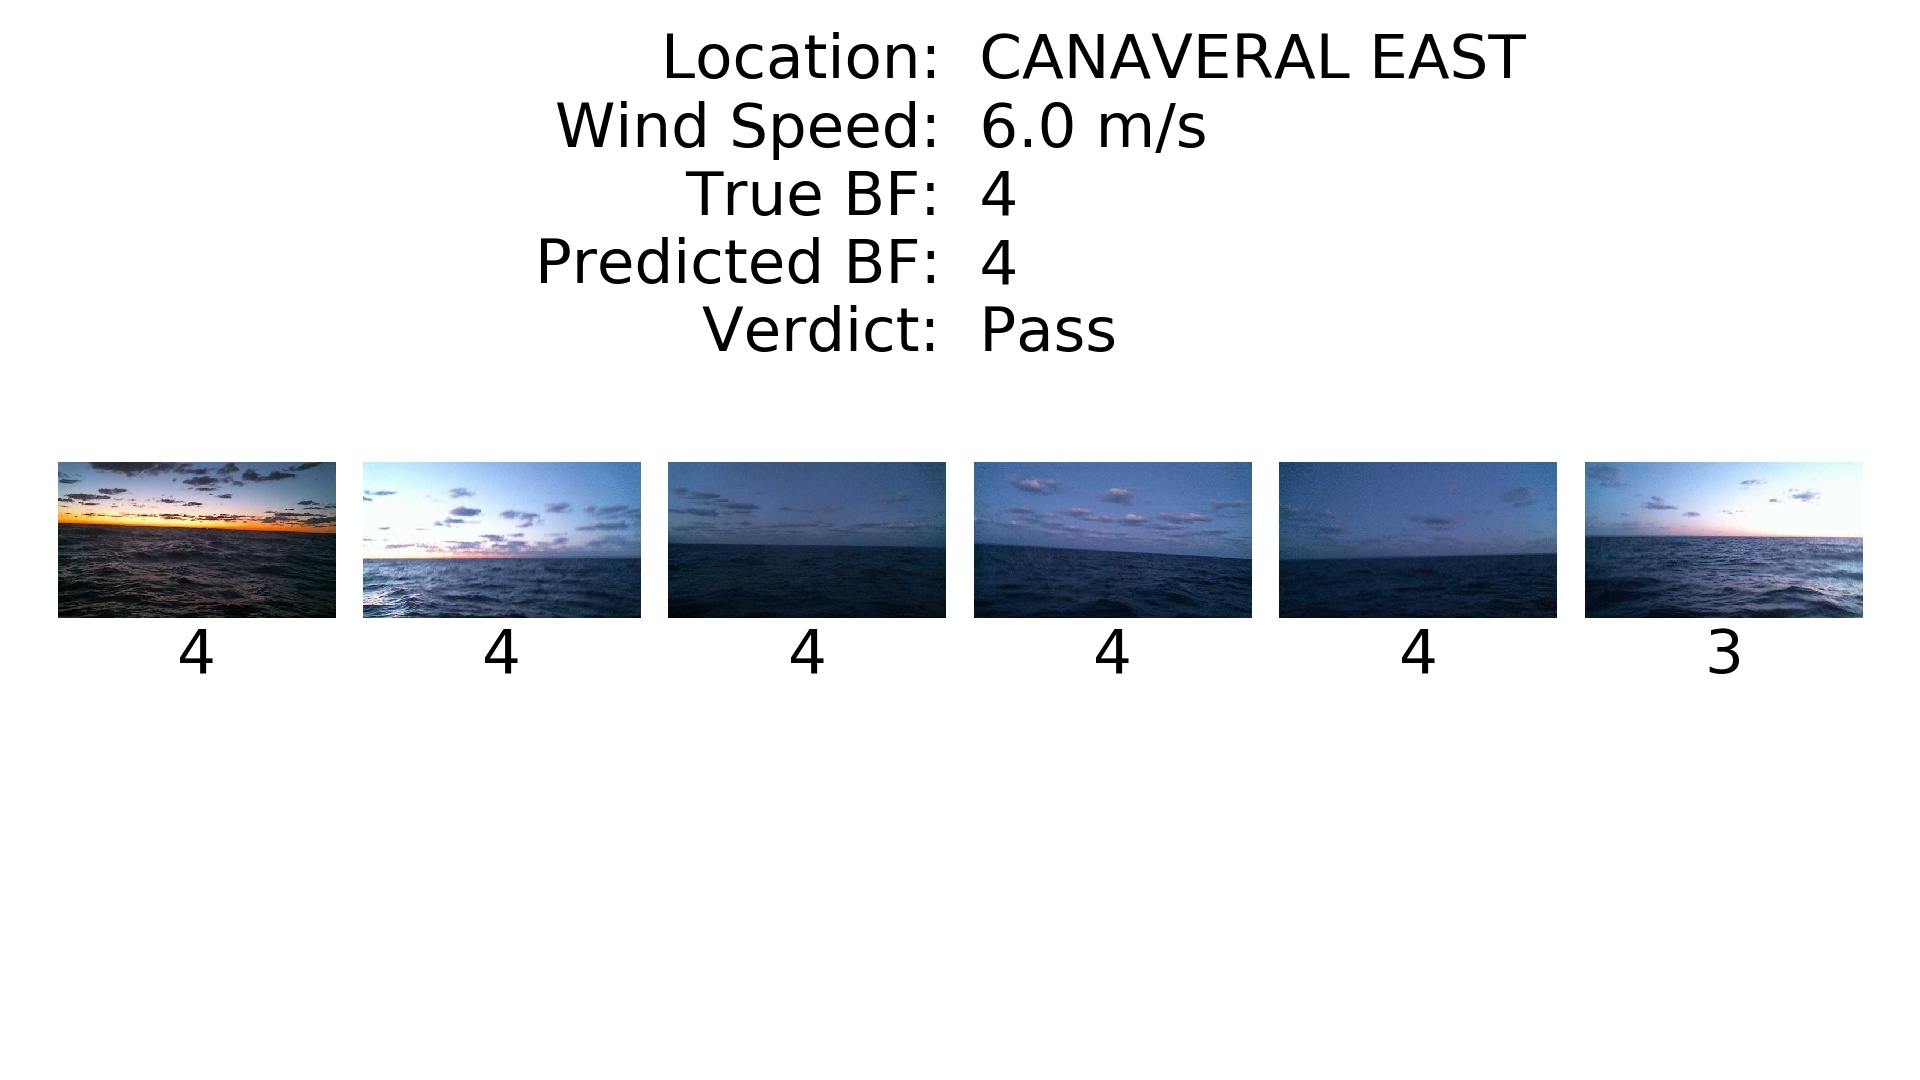 Location: CANAVERAL EAST
Wind Speed: 6.0 m/s
True BF: 4
Predicted BF: 4
Verdict: Pass
4 4 4 4 4 3